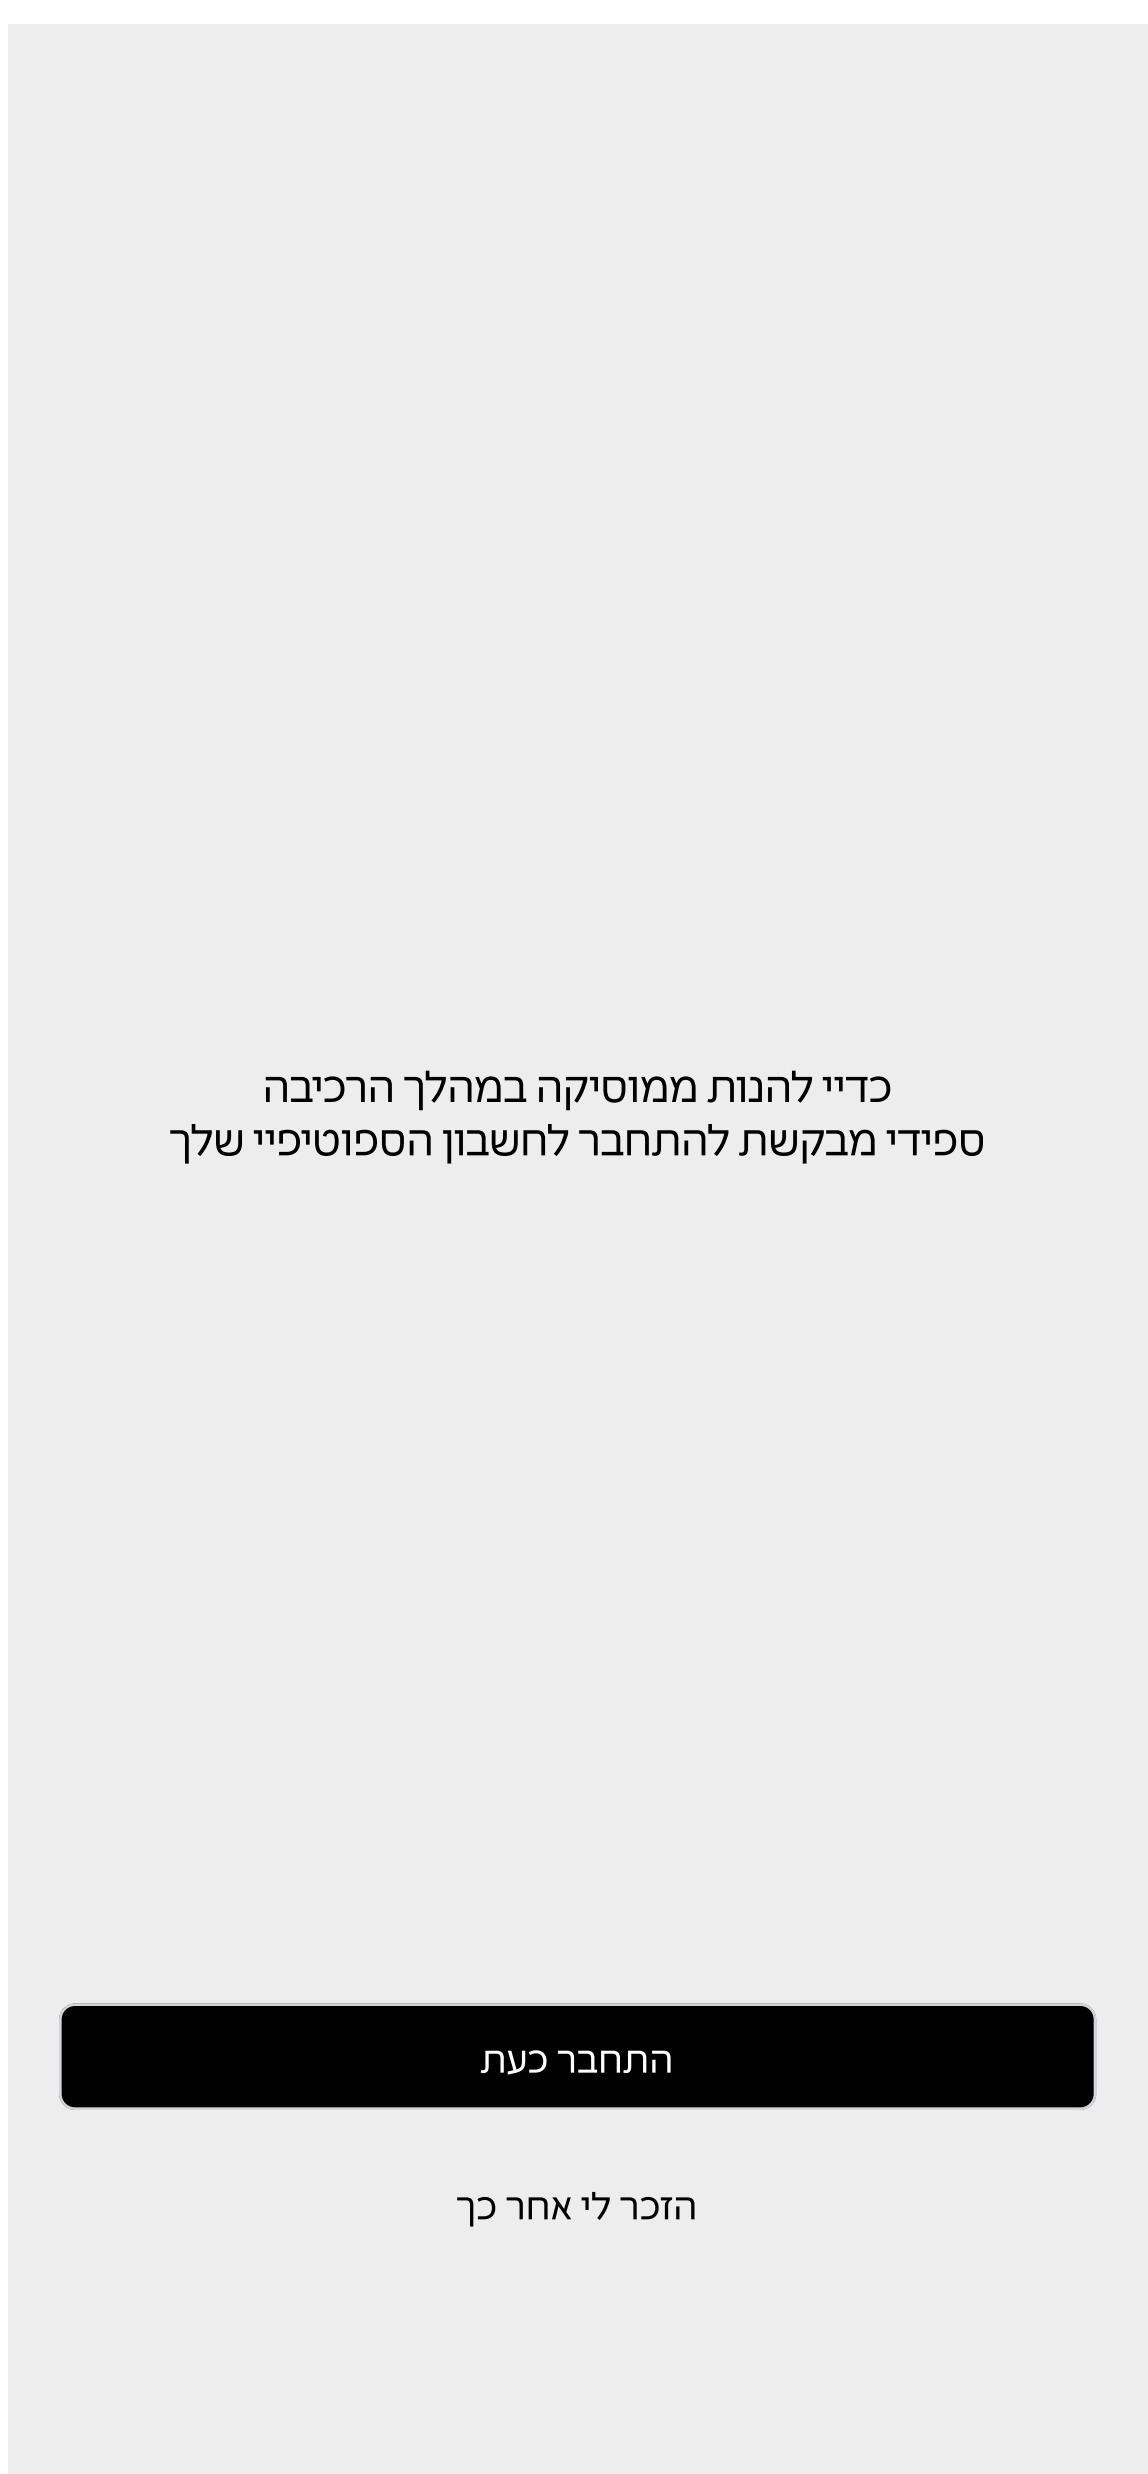 כדיי להנות ממוסיקה במהלך הרכיבה
ספידי מבקשת להתחבר לחשבון הספוטיפיי שלך
התחבר כעת
הזכר לי אחר כך